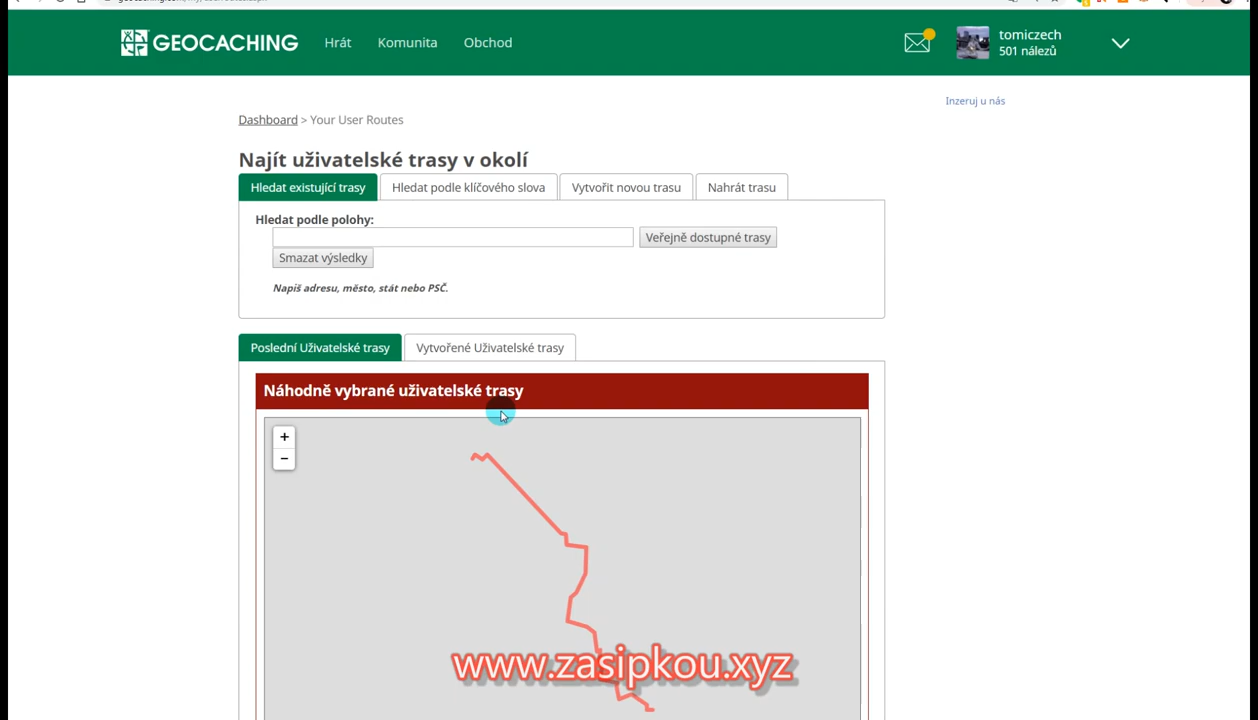 GEOCACHING
Hrát
Komunita
Obchod
tomiczech
501 nálezů
Inzeruj u nás
Dashboard > Your User Routes
Najít uživatelské trasy v okolí
Hledat existující trasy
Hledat podle klíčového slova
Vytvořit novou trasu
Nahrát trasu
Hledat podle polohy:
Veřejně dostupné trasy
Smazat výsledky
Napiš adresu, město, stát nebo PSČ.
Poslední Uživatelské trasy
Vytvořené Uživatelské trasy
Náhodně vybrané uživatelské trasy
+
−
www.zasipkou.xyz